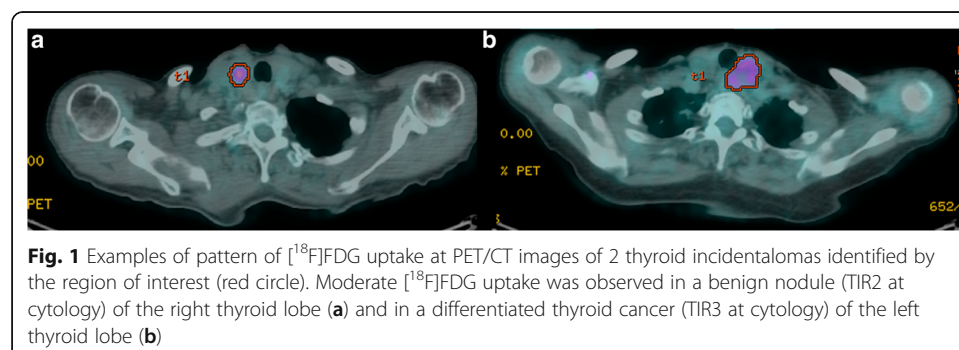 a
b
t1
t1
00
PET
0.00
% PET
652/
Fig. 1 Examples of pattern of [¹⁸F]FDG uptake at PET/CT images of 2 thyroid incidentalomas identified by
the region of interest (red circle). Moderate [¹⁸F]FDG uptake was observed in a benign nodule (TIR2 at
cytology) of the right thyroid lobe (a) and in a differentiated thyroid cancer (TIR3 at cytology) of the left
thyroid lobe (b)